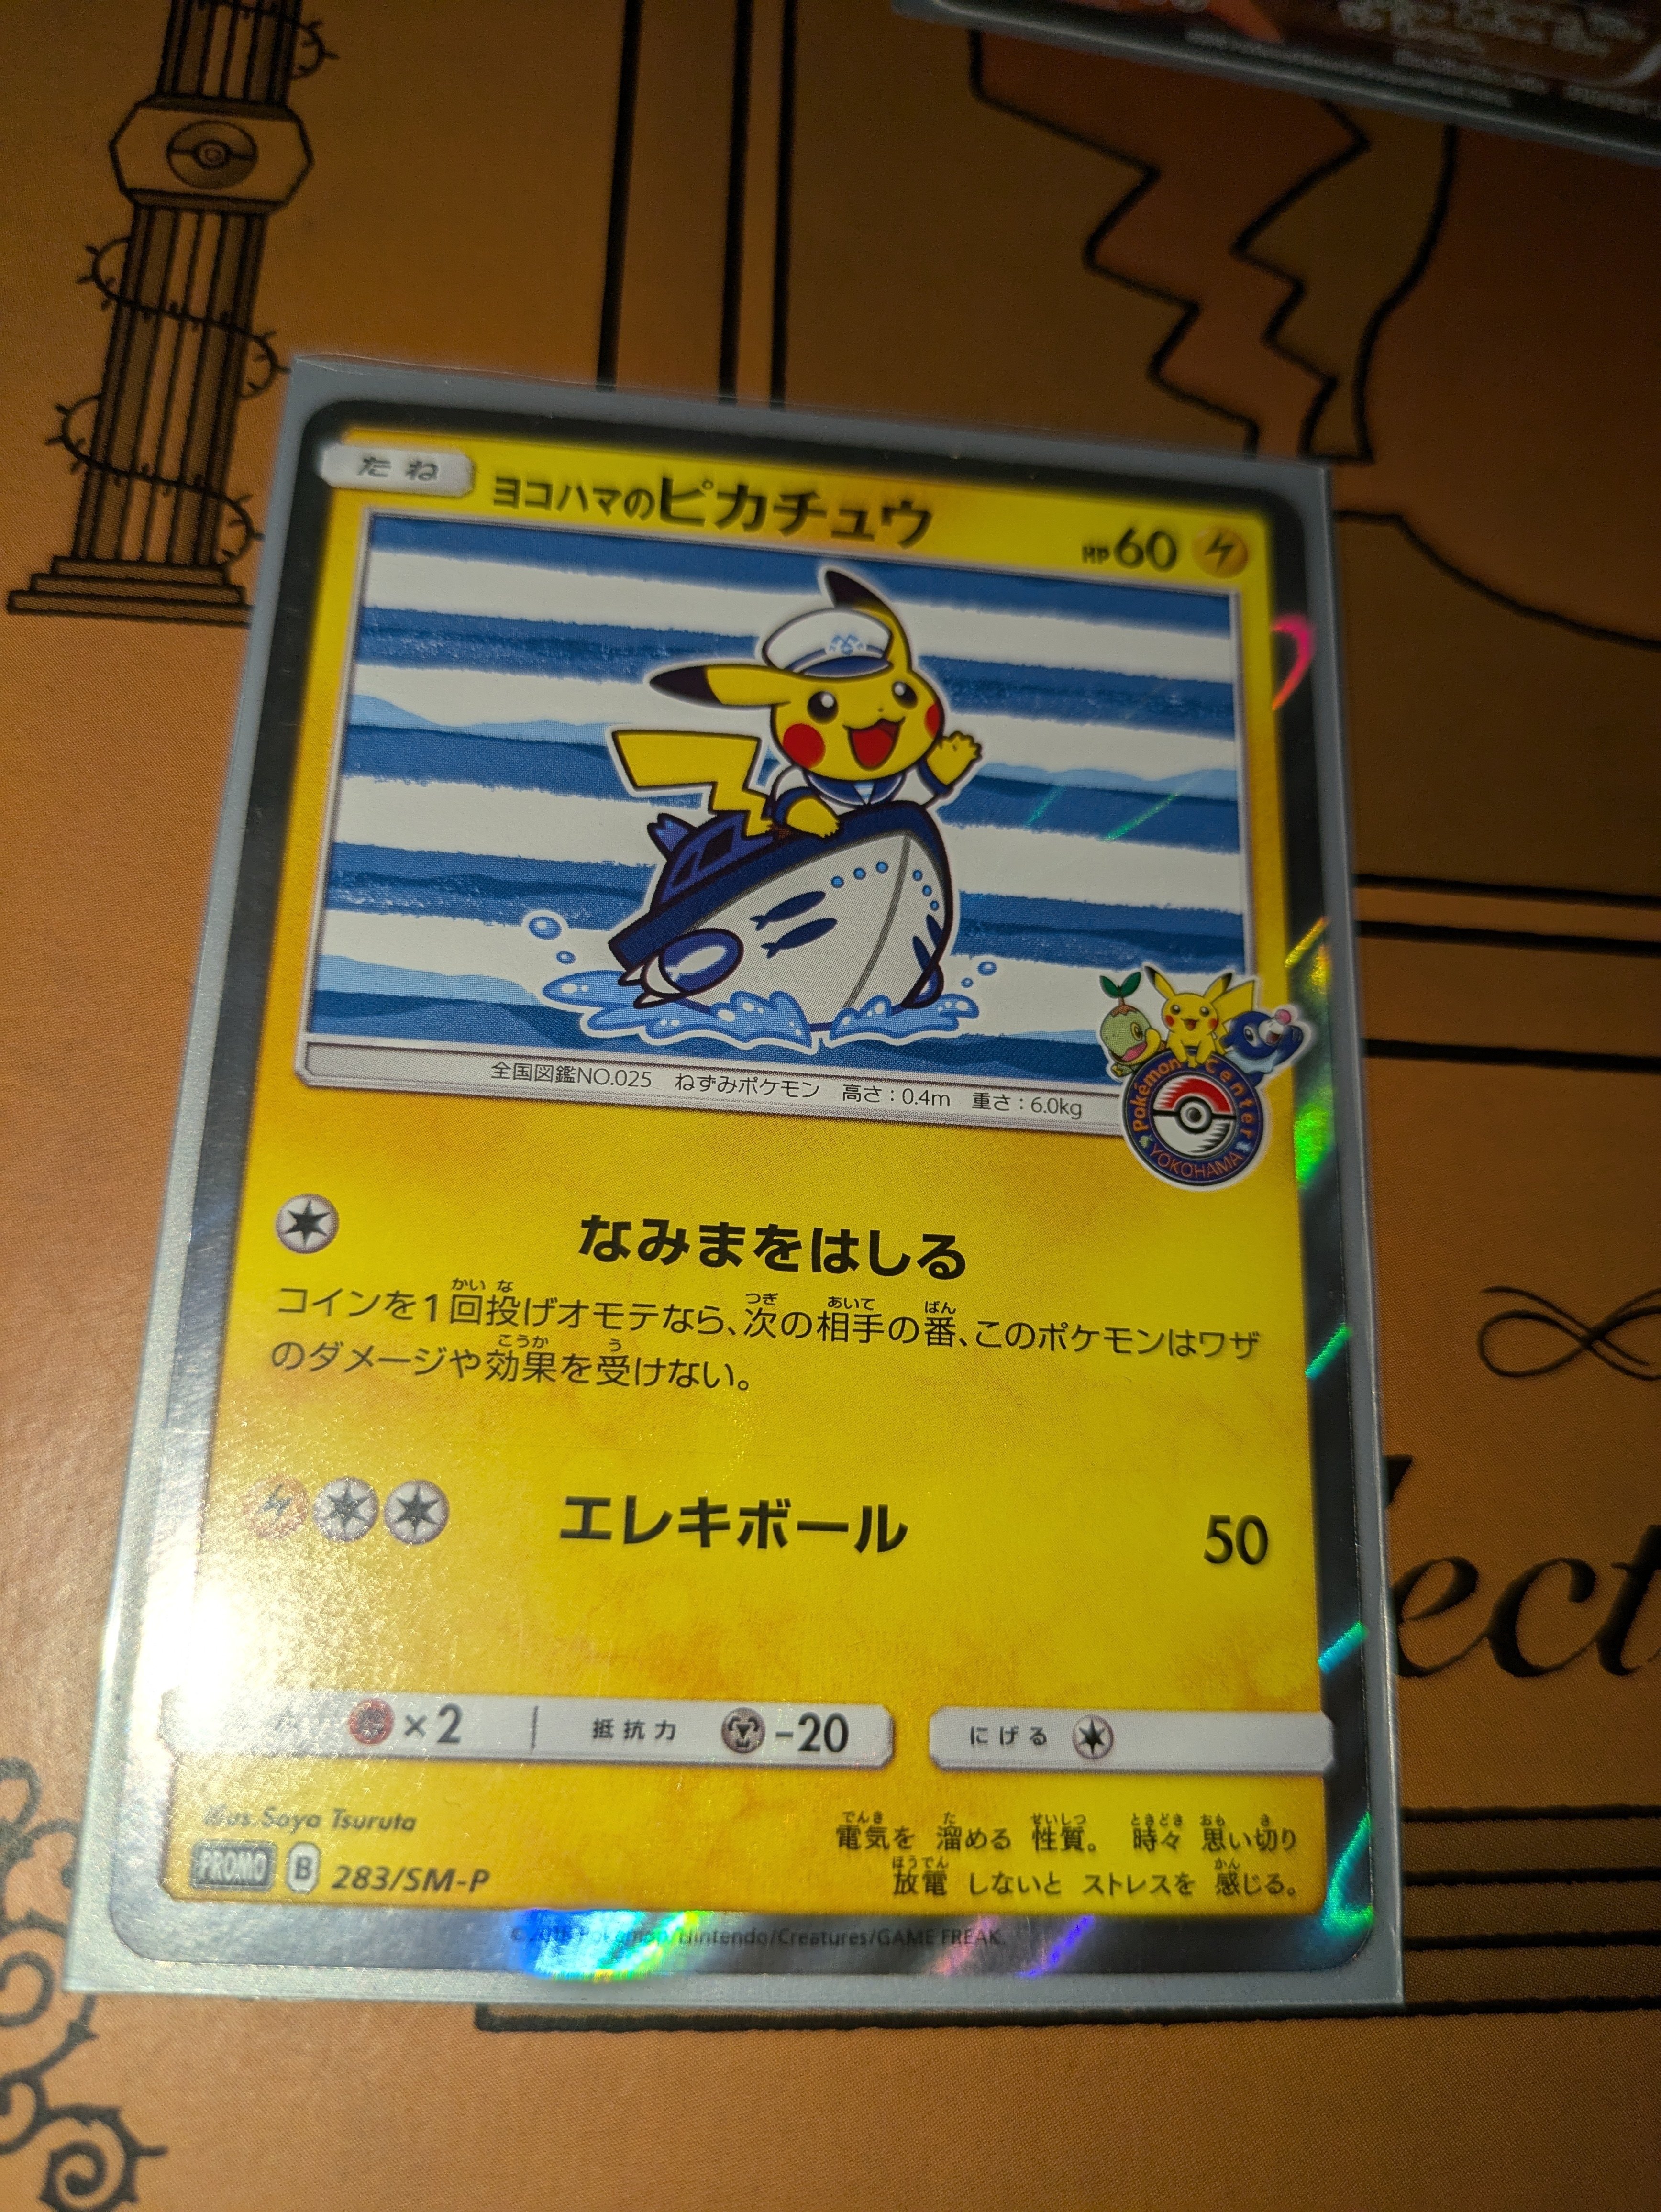 たね
ヨコハマのピカチュウ
HP 60
全国図鑑NO.025 ねずみポケモン 高さ:0.4m 重さ:6.0kg
Pokémon Center
YOKOHAMA
なみまをはしる
コインを1回投げオモテなら、次の相手の番、このポケモンはワザ
のダメージや効果を受けない。
エレキボール 50
×2 抵抗力 -20 にげる
Illus. Saya Tsuruta
PROMO B 283/SM-P
電気を 溜める 性質。 時々 思い切り
放電 しないと ストレスを 感じる。
Pokémon/Nintendo/Creatures/GAME FREAK.